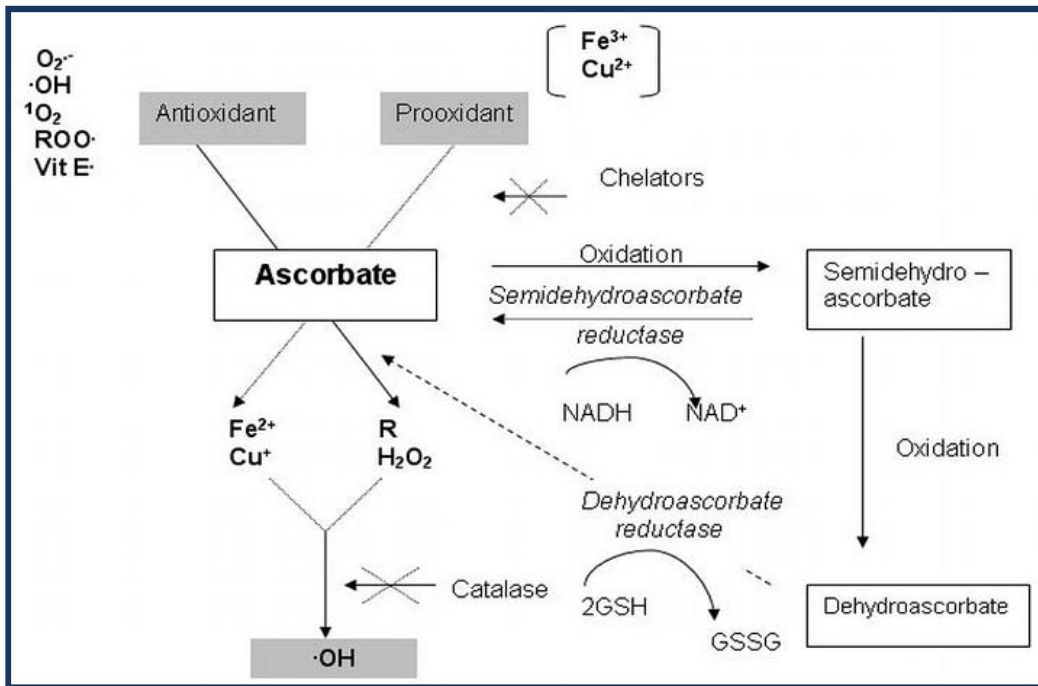 O₂·-
·OH
¹O₂
ROO·
Vit E·
Antioxidant
Prooxidant
Fe³⁺
Cu²⁺
Chelators
Ascorbate
Oxidation
Semidehydroascorbate
reductase
NADH
NAD⁺
Semidehydro –
ascorbate
Fe²⁺
Cu⁺
R
H₂O₂
Oxidation
Dehydroascorbate
reductase
2GSH
GSSG
Catalase
Dehydroascorbate
·OH